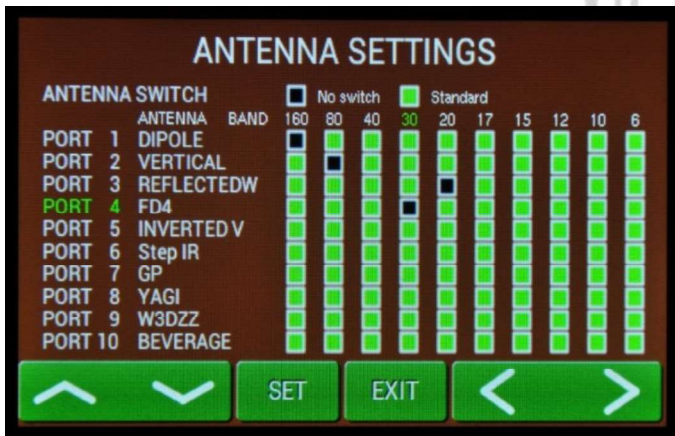 ANTENNA SETTINGS
ANTENNA SWITCH No switch Standard
ANTENNA BAND 160 80 40 30 20 17 15 12 10 6
PORT 1 DIPOLE
PORT 2 VERTICAL
PORT 3 REFLECTEDW
PORT 4 FD4
PORT 5 INVERTED V
PORT 6 Step IR
PORT 7 GP
PORT 8 YAGI
PORT 9 W3DZZ
PORT 10 BEVERAGE
SET EXIT